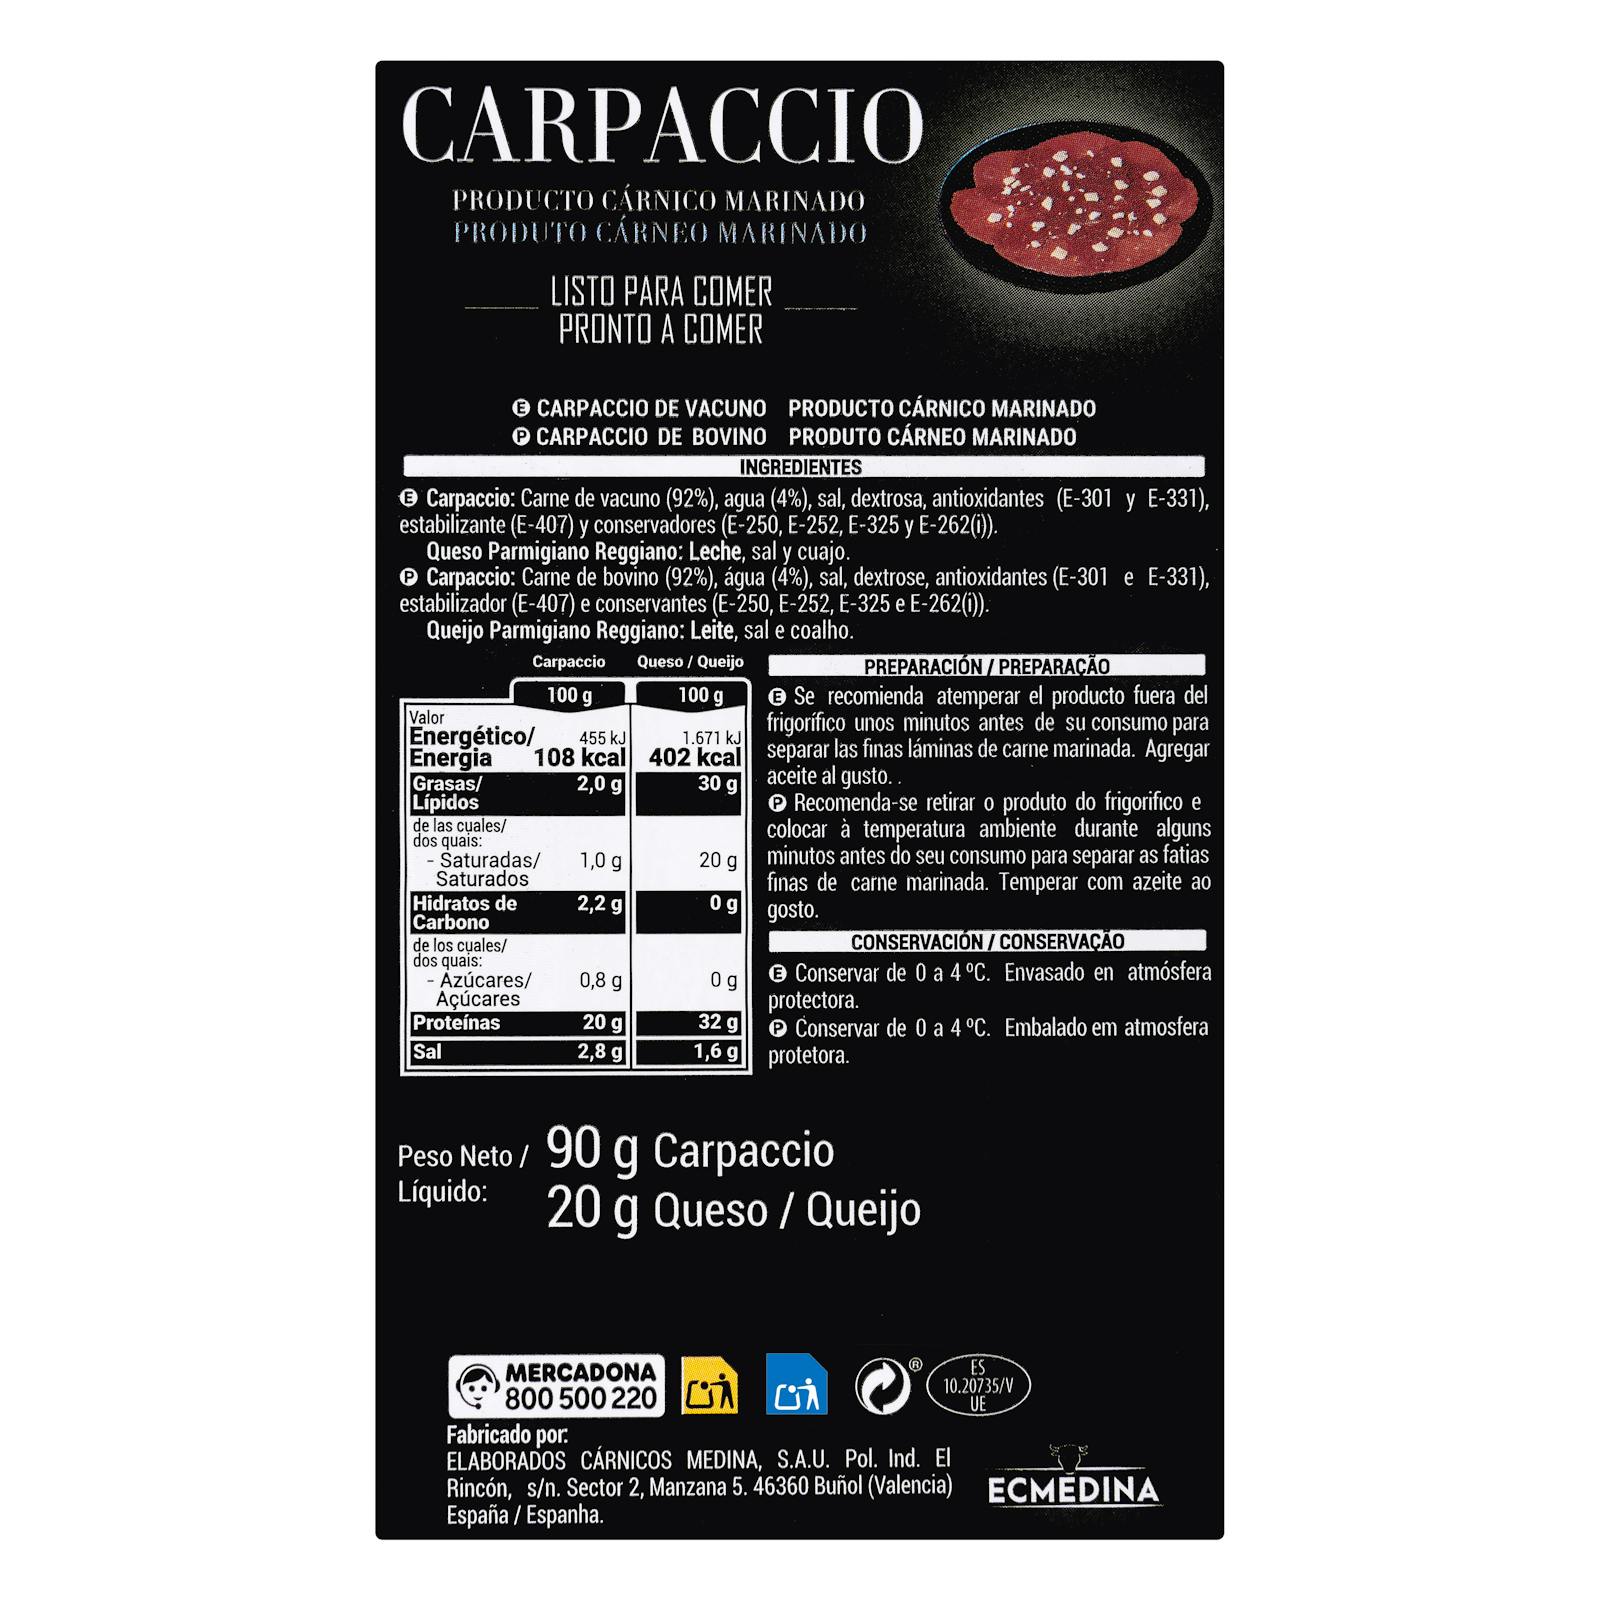 CARPACCIO
PRODUCTO CÁRNICO MARINADO
PRODUTO CÁRNEO MARINADO
LISTO PARA COMER
PRONTO A COMER
E CARPACCIO DE VACUNO PRODUCTO CÁRNICO MARINADO
P CARPACCIO DE BOVINO PRODUTO CÁRNEO MARINADO
INGREDIENTES
E Carpaccio: Carne de vacuno (92%), agua (4%), sal, dextrosa, antioxidantes (E-301 y E-331),
estabilizante (E-407) y conservadores (E-250, E-252, E-325 y E-262(i)).
Queso Parmigiano Reggiano: Leche, sal y cuajo.
P Carpaccio: Carne de bovino (92%), água (4%), sal, dextrose, antioxidantes (E-301 e E-331),
estabilizador (E-407) e conservantes (E-250, E-252, E-325 e E-262(i)).
Queijo Parmigiano Reggiano: Leite, sal e coalho.
Carpaccio Queso / Queijo
100 g 100 g
Valor
Energético/ 455 kJ 1.671 kJ
Energia 108 kcal 402 kcal
Grasas/ 2,0 g 30 g
Lípidos
de las cuales/
dos quais:
- Saturadas/ 1,0 g 20 g
Saturados
Hidratos de 2,2 g 0 g
Carbono
de los cuales/
dos quais:
- Azúcares/ 0,8 g 0 g
Açúcares
Proteínas 20 g 32 g
Sal 2,8 g 1,6 g
PREPARACIÓN / PREPARAÇÃO
E Se recomienda atemperar el producto fuera del
frigorífico unos minutos antes de su consumo para
separar las finas láminas de carne marinada. Agregar
aceite al gusto. .
P Recomenda-se retirar o produto do frigorifico e
colocar à temperatura ambiente durante alguns
minutos antes do seu consumo para separar as fatias
finas de carne marinada. Temperar com azeite ao
gosto.
CONSERVACIÓN / CONSERVAÇÃO
E Conservar de 0 a 4 ºC. Envasado en atmósfera
protectora.
P Conservar de 0 a 4 ºC. Embalado em atmosfera
protetora.
Peso Neto / 90 g Carpaccio
Líquido: 20 g Queso / Queijo
MERCADONA
800 500 220
®
ES
10.20735/V
UE
Fabricado por:
ELABORADOS CÁRNICOS MEDINA, S.A.U. Pol. Ind. El
Rincón, s/n. Sector 2, Manzana 5. 46360 Buñol (Valencia)
España / Espanha.
ECMEDINA